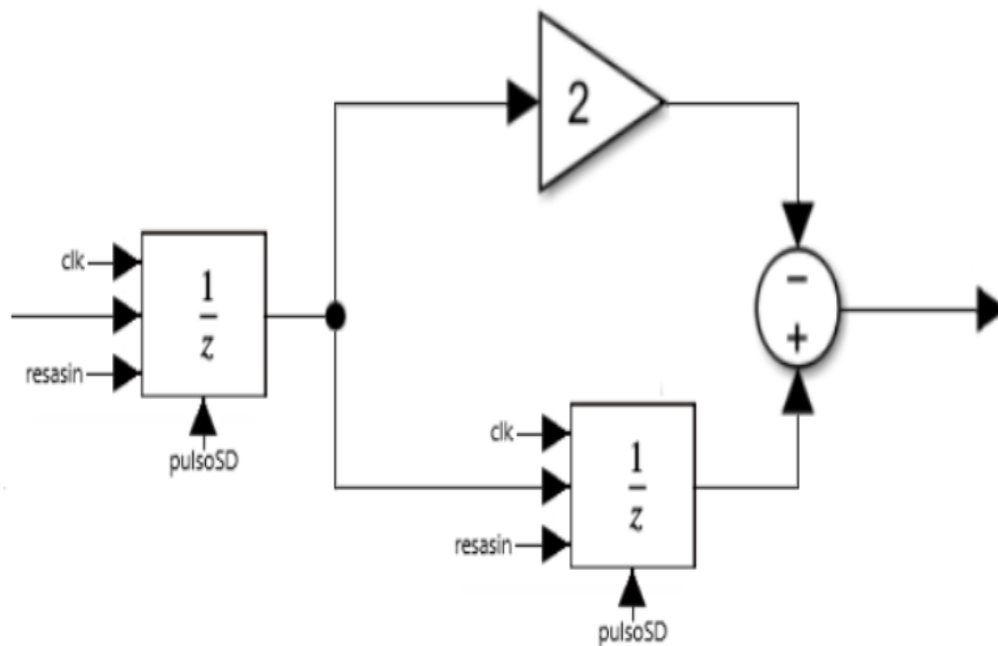 2
clk
1
z
resasin
pulsoSD
−
+
clk
1
z
resasin
pulsoSD